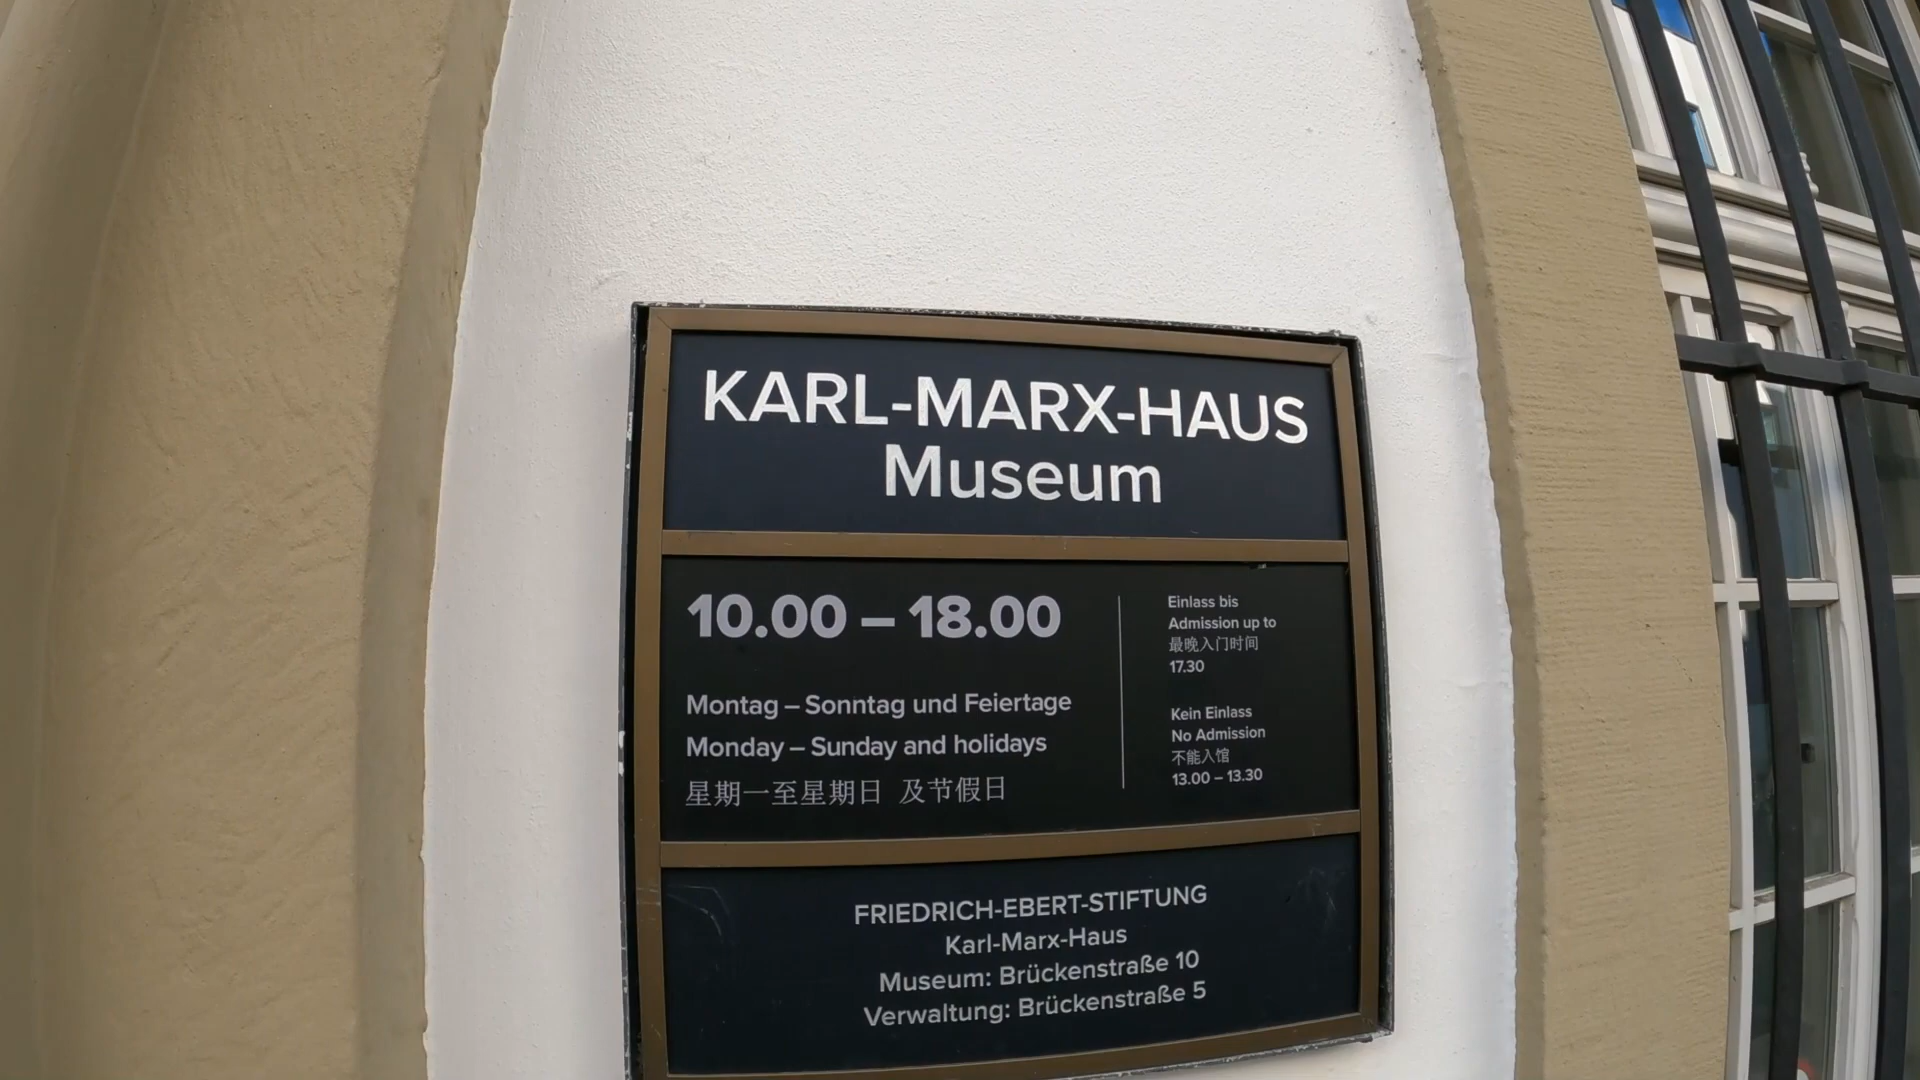 KARL-MARX-HAUS
Museum
10.00 – 18.00
Montag – Sonntag und Feiertage
Monday – Sunday and holidays
星期一至星期日 及节假日
Einlass bis
Admission up to
最晚入门时间
17.30
Kein Einlass
No Admission
不能入馆
13.00 – 13.30
FRIEDRICH-EBERT-STIFTUNG
Karl-Marx-Haus
Museum: Brückenstraße 10
Verwaltung: Brückenstraße 5